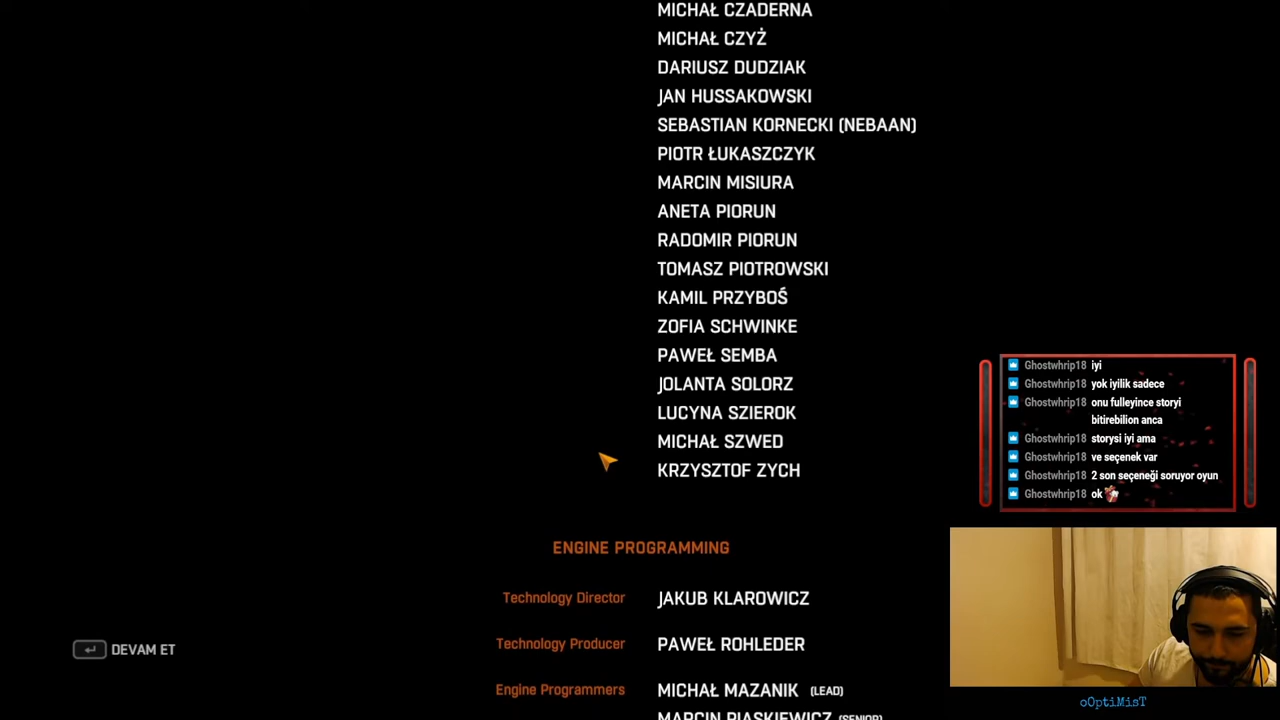 MICHAŁ CZADERNA
MICHAŁ CZYŻ
DARIUSZ DUDZIAK
JAN HUSSAKOWSKI
SEBASTIAN KORNECKI (NEBAAN)
PIOTR ŁUKASZCZYK
MARCIN MISIURA
ANETA PIORUN
RADOMIR PIORUN
TOMASZ PIOTROWSKI
KAMIL PRZYBOŚ
ZOFIA SCHWINKE
PAWEŁ SEMBA
JOLANTA SOLORZ
LUCYNA SZIEROK
MICHAŁ SZWED
KRZYSZTOF ZYCH
ENGINE PROGRAMMING
Technology Director JAKUB KLAROWICZ
Technology Producer PAWEŁ ROHLEDER
Engine Programmers MICHAŁ MAZANIK (LEAD)
MARCIN PIASKIEWICZ (SENIOR)
DEVAM ET
Ghostwhrip18 iyi
Ghostwhrip18 yok iyilik sadece
Ghostwhrip18 onu fulleyince storyi
bitirebilion anca
Ghostwhrip18 storysi iyi ama
Ghostwhrip18 ve seçenek var
Ghostwhrip18 2 son seçeneği soruyor oyun
Ghostwhrip18 ok
oOptiMisT